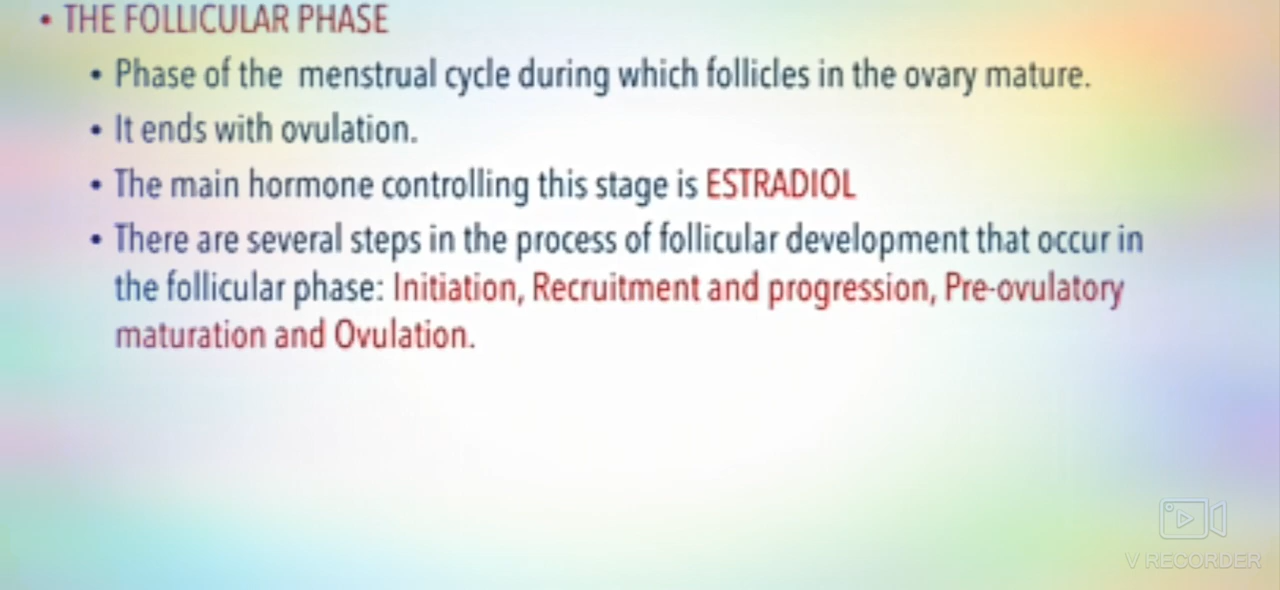 • THE FOLLICULAR PHASE
• Phase of the menstrual cycle during which follicles in the ovary mature.
• It ends with ovulation.
• The main hormone controlling this stage is ESTRADIOL
• There are several steps in the process of follicular development that occur in
the follicular phase: Initiation, Recruitment and progression, Pre-ovulatory
maturation and Ovulation.
V RECORDER